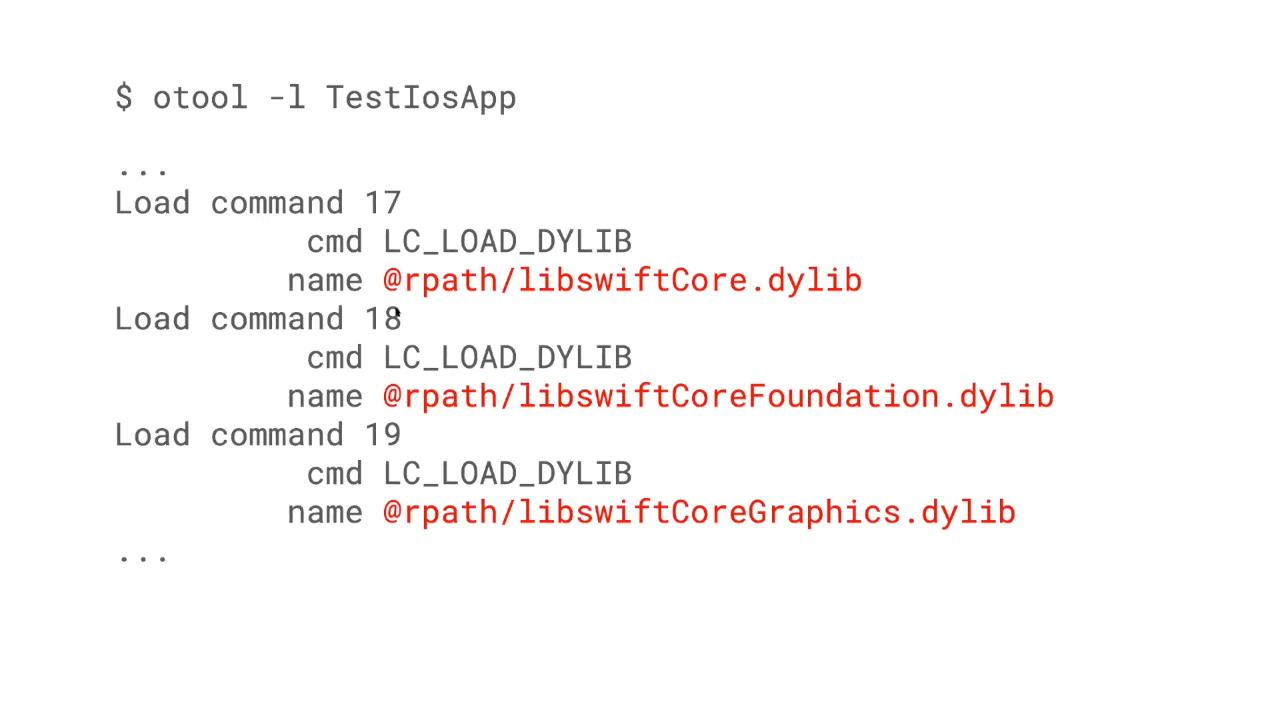 $ otool -l TestIosApp
...
Load command 17
cmd LC_LOAD_DYLIB
name @rpath/libswiftCore.dylib
Load command 18
cmd LC_LOAD_DYLIB
name @rpath/libswiftCoreFoundation.dylib
Load command 19
cmd LC_LOAD_DYLIB
name @rpath/libswiftCoreGraphics.dylib
...